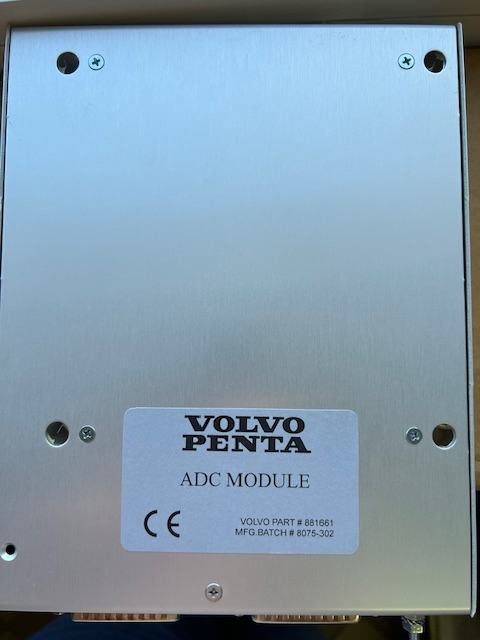 VOLVO
PENTA
ADC MODULE
CE
VOLVO PART # 881661
MFG.BATCH # 8075-302